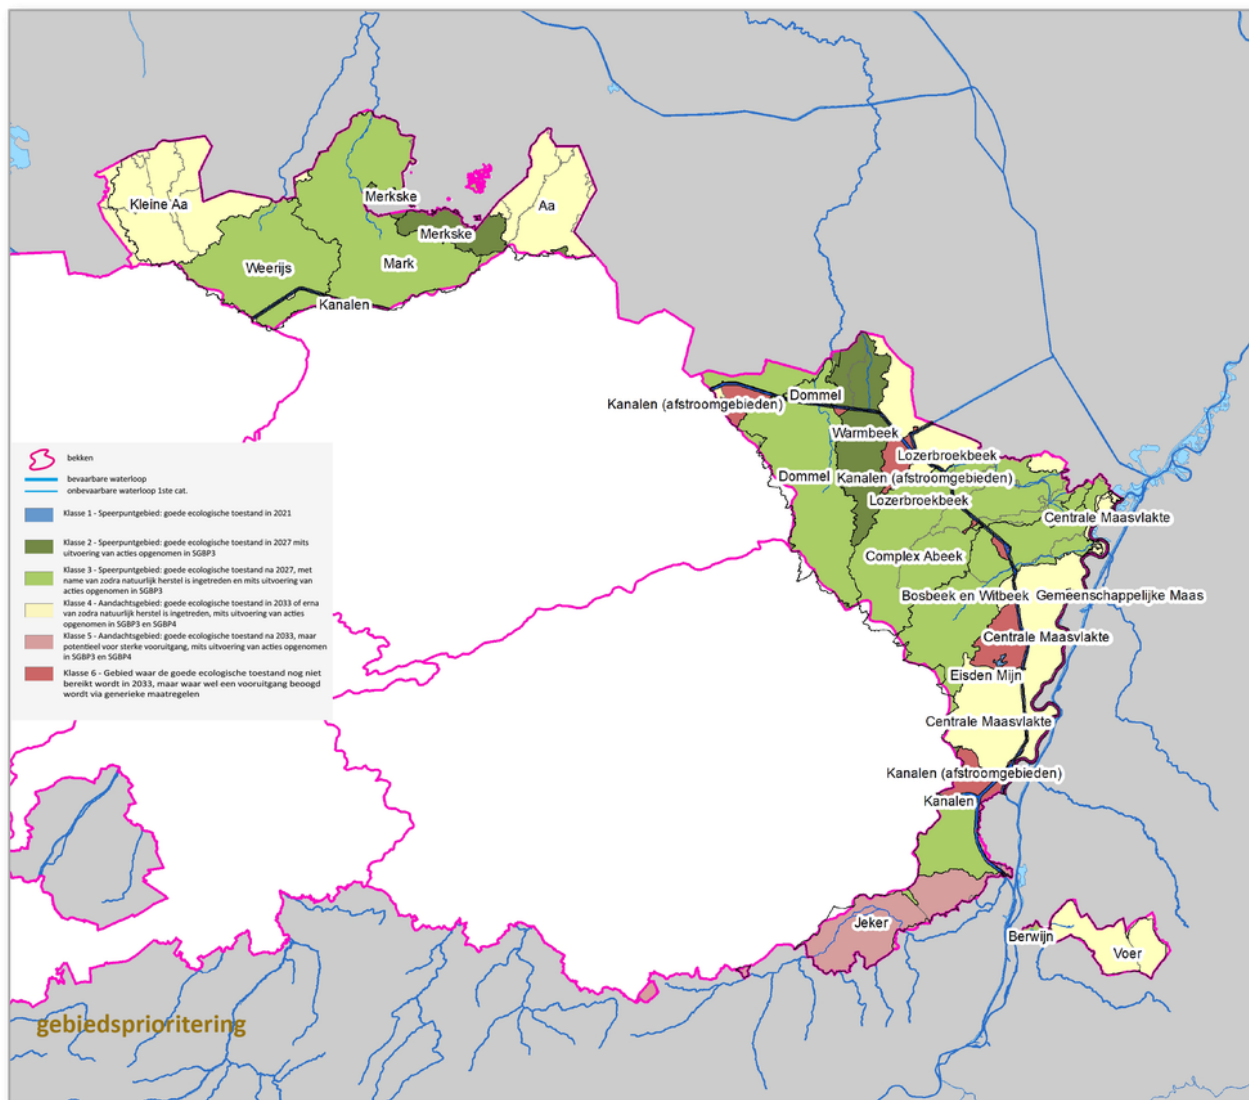 Merkske
Kleine Aa
Aa
Merkske
Weerijs
Mark
Kanalen
Dommel
Kanalen (afstroomgebieden)
Warmbeek
Lozerbroekbeek
Dommel
Kanalen (afstroomgebieden)
Lozerbroekbeek
Centrale Maasvlakte
Complex Abeek
Bosbeek en Witbeek
Gemeenschappelijke Maas
Centrale Maasvlakte
Eisden Mijn
Centrale Maasvlakte
Kanalen (afstroomgebieden)
Kanalen
Jeker
Berwijn
Voer
bekken
bevaarbare waterloop
onbevaarbare waterloop 1ste cat.
Klasse 1 - Speerpuntgebied: goede ecologische toestand in 2021
Klasse 2 - Speerpuntgebied: goede ecologische toestand in 2027 mits
uitvoering van acties opgenomen in SGBP3
Klasse 3 - Speerpuntgebied: goede ecologische toestand na 2027, met
name van zodra natuurlijk herstel is ingetreden en mits uitvoering van
acties opgenomen in SGBP3
Klasse 4 - Aandachtsgebied: goede ecologische toestand in 2033 of erna
van zodra natuurlijk herstel is ingetreden, mits uitvoering van acties
opgenomen in SGBP3 en SGBP4
Klasse 5 - Aandachtsgebied: goede ecologische toestand na 2033, maar
potentieel voor sterke vooruitgang, mits uitvoering van acties opgenomen
in SGBP3 en SGBP4
Klasse 6 - Gebied waar de goede ecologische toestand nog niet
bereikt wordt in 2033, maar waar wel een vooruitgang beoogd
wordt via generieke maatregelen
gebiedsprioritering